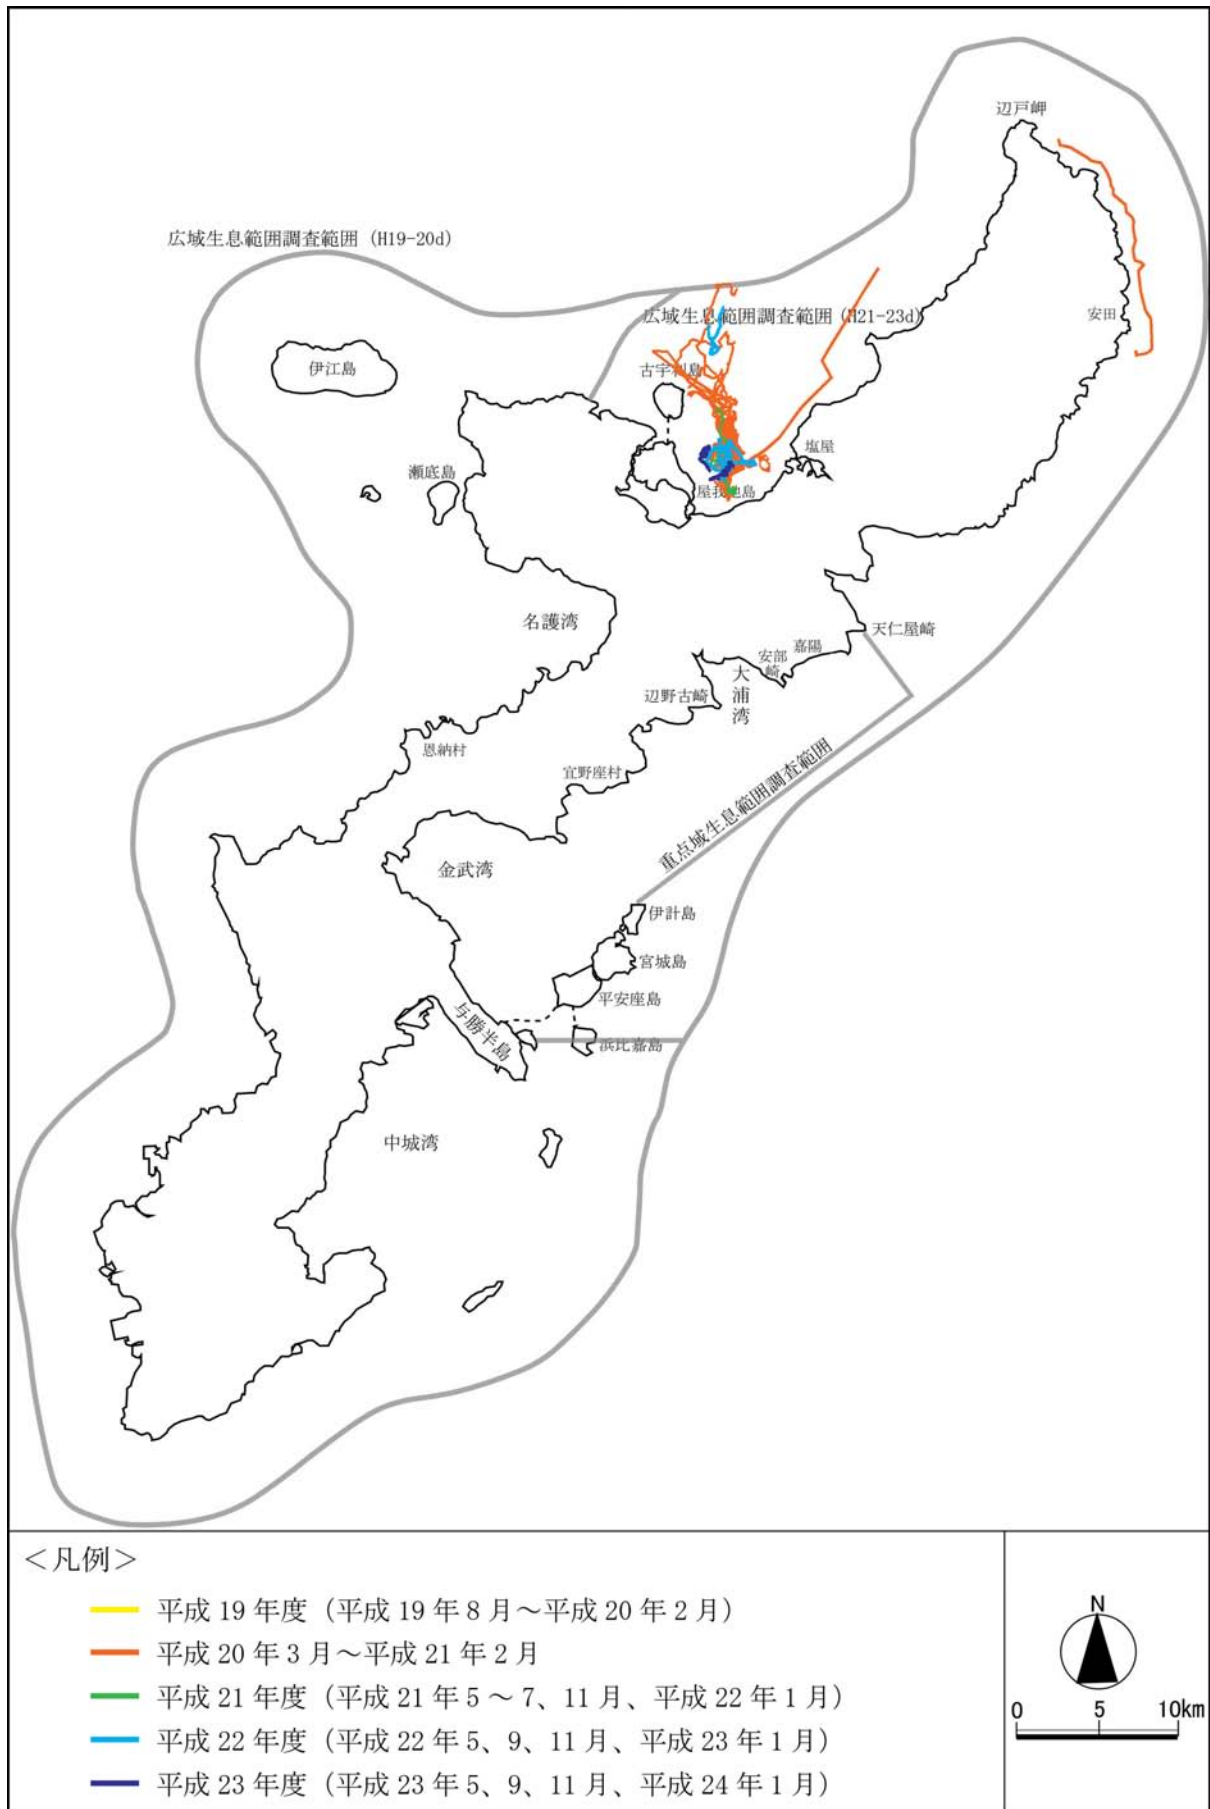 辺戸岬
広域生息範囲調査範囲（H19-20d）
広域生息範囲調査範囲（H21-23d）
安田
伊江島
古宇利島
塩屋
瀬底島
屋我地島
名護湾
天仁屋崎
嘉陽
安部崎
大浦湾
辺野古崎
恩納村
宜野座村
重点域生息範囲調査範囲
金武湾
伊計島
宮城島
平安座島
与勝半島
浜比嘉島
中城湾
＜凡例＞
平成 19 年度（平成 19 年 8 月～平成 20 年 2 月）
平成 20 年 3 月～平成 21 年 2 月
平成 21 年度（平成 21 年 5 ～ 7、11 月、平成 22 年 1 月）
平成 22 年度（平成 22 年 5、9、11 月、平成 23 年 1 月）
平成 23 年度（平成 23 年 5、9、11 月、平成 24 年 1 月）
N
0 5 10km